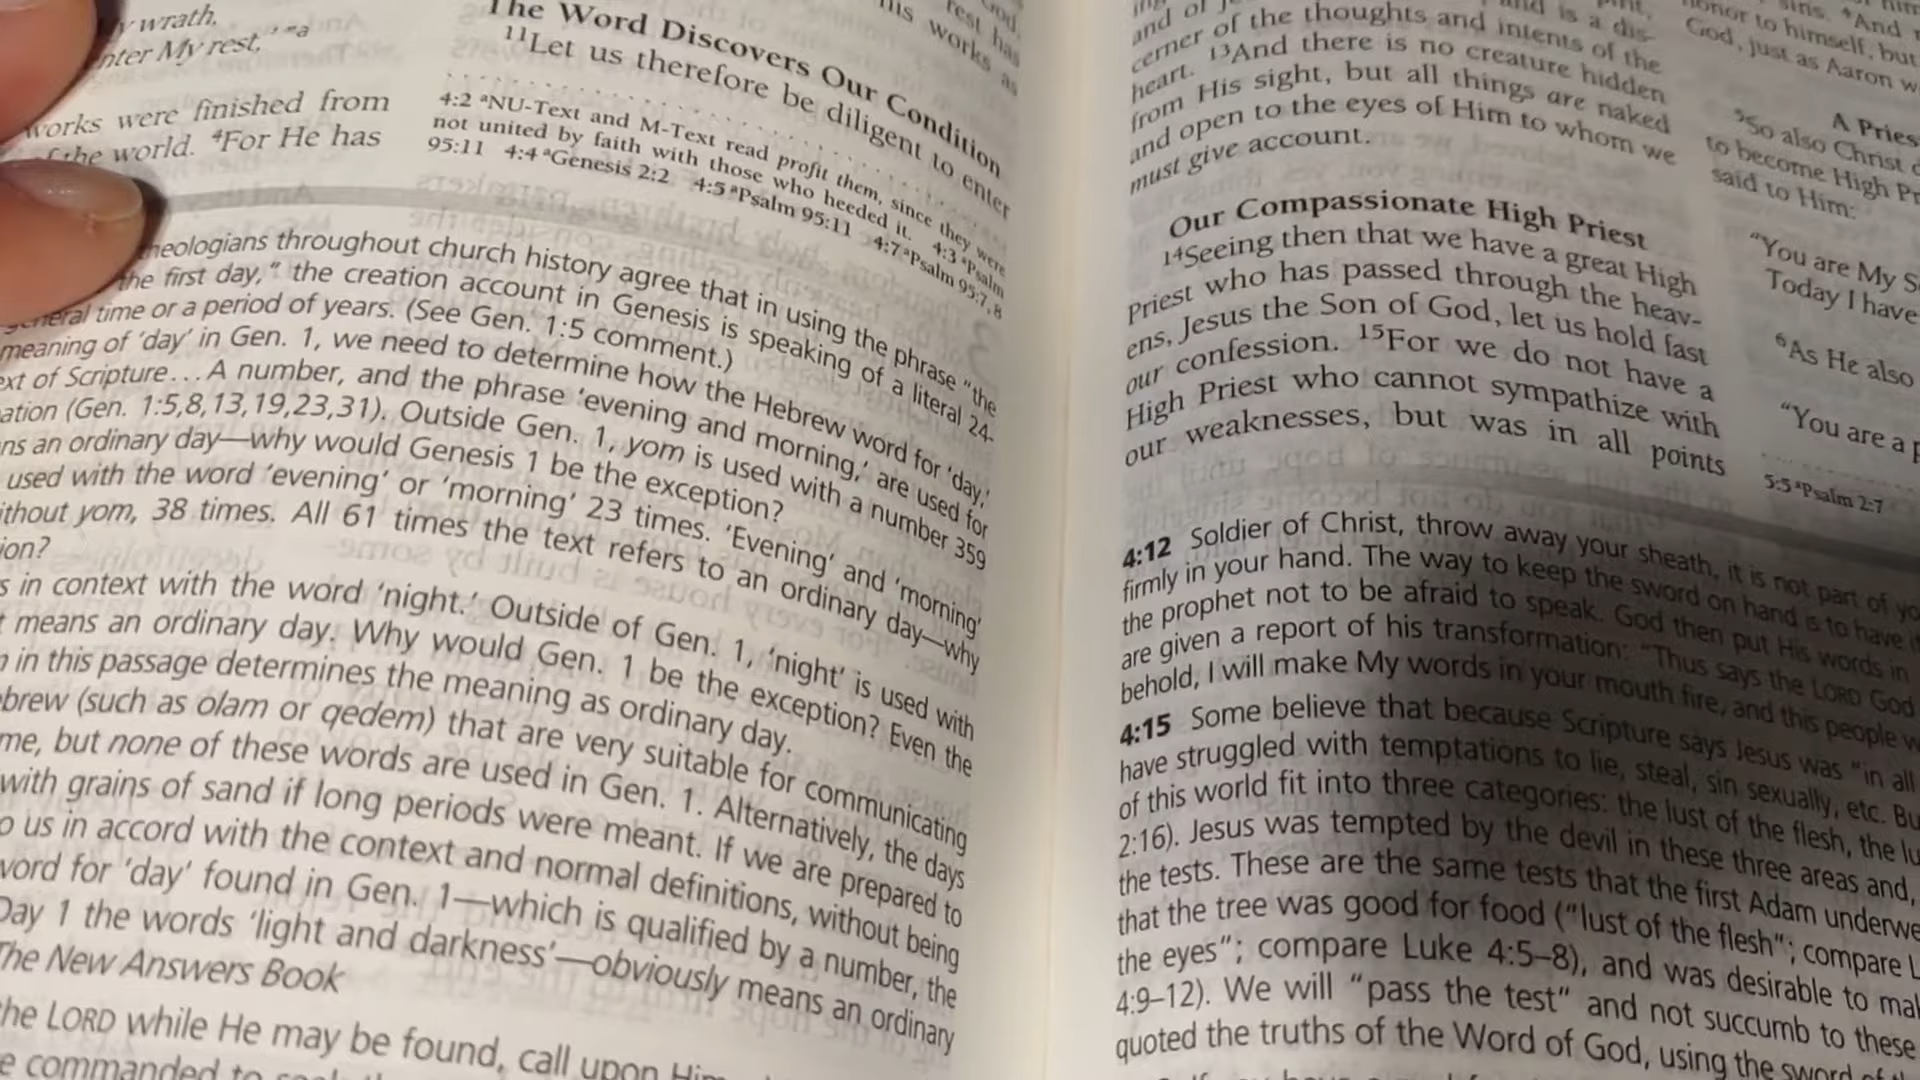 y wrath,
nter My rest,’ ”a
works were finished from
of the world. 4For He has
his works
rest has
works as
God
The Word Discovers Our Condition
11Let us therefore be diligent to enter
4:2 aNU-Text and M-Text read profit them, since they were
not united by faith with those who heeded it. 4:3 aPsalm
95:11 4:4 aGenesis 2:2 4:5 aPsalm 95:11 4:7 aPsalm 95:7, 8
heologians throughout church history agree that in using the phrase “the
the first day,” the creation account in Genesis is speaking of a literal 24-
general time or a period of years. (See Gen. 1:5 comment.)
meaning of ‘day’ in Gen. 1, we need to determine how the Hebrew word for ‘day,’
ext of Scripture… A number, and the phrase ‘evening and morning,’ are used for
ation (Gen. 1:5,8,13,19,23,31). Outside Gen. 1, yom is used with a number 359
ns an ordinary day—why would Genesis 1 be the exception?
used with the word ‘evening’ or ‘morning’ 23 times. ‘Evening’ and ‘morning’
ithout yom, 38 times. All 61 times the text refers to an ordinary day—why
ion?
s in context with the word ‘night.’ Outside of Gen. 1, ‘night’ is used with
t means an ordinary day. Why would Gen. 1 be the exception? Even the
n in this passage determines the meaning as ordinary day.
ebrew (such as olam or qedem) that are very suitable for communicating
me, but none of these words are used in Gen. 1. Alternatively, the days
with grains of sand if long periods were meant. If we are prepared to
o us in accord with the context and normal definitions, without being
word for ‘day’ found in Gen. 1—which is qualified by a number, the
Day 1 the words ‘light and darkness’—obviously means an ordinary
The New Answers Book
the LORD while He may be found, call upon Him
e commanded to
and of
and is a dis-
cerner of the thoughts and intents of the
heart. 13And there is no creature hidden
from His sight, but all things are naked
and open to the eyes of Him to whom we
must give account.
Our Compassionate High Priest
14Seeing then that we have a great High
Priest who has passed through the heav-
ens, Jesus the Son of God, let us hold fast
our confession. 15For we do not have a
High Priest who cannot sympathize with
our weaknesses, but was in all points
sins. 4And
honor to himself, but
God, just as Aaron w
A Pries
5So also Christ
to become High Pr
said to Him:
“You are My S
Today I have
6As He also
“You are a p
5:5 aPsalm 2:7
4:12 Soldier of Christ, throw away your sheath, it is not part of yo
firmly in your hand. The way to keep the sword on hand is to have i
the prophet not to be afraid to speak. God then put His words in
are given a report of his transformation: “Thus says the LORD God
behold, I will make My words in your mouth fire, and this people w
4:15 Some believe that because Scripture says Jesus was “in all
have struggled with temptations to lie, steal, sin sexually, etc. Bu
of this world fit into three categories: the lust of the flesh, the lu
2:16). Jesus was tempted by the devil in these three areas and,
the tests. These are the same tests that the first Adam underwe
that the tree was good for food (“lust of the flesh”; compare L
the eyes”; compare Luke 4:5–8), and was desirable to mak
4:9–12). We will “pass the test” and not succumb to these
quoted the truths of the Word of God, using the sword of